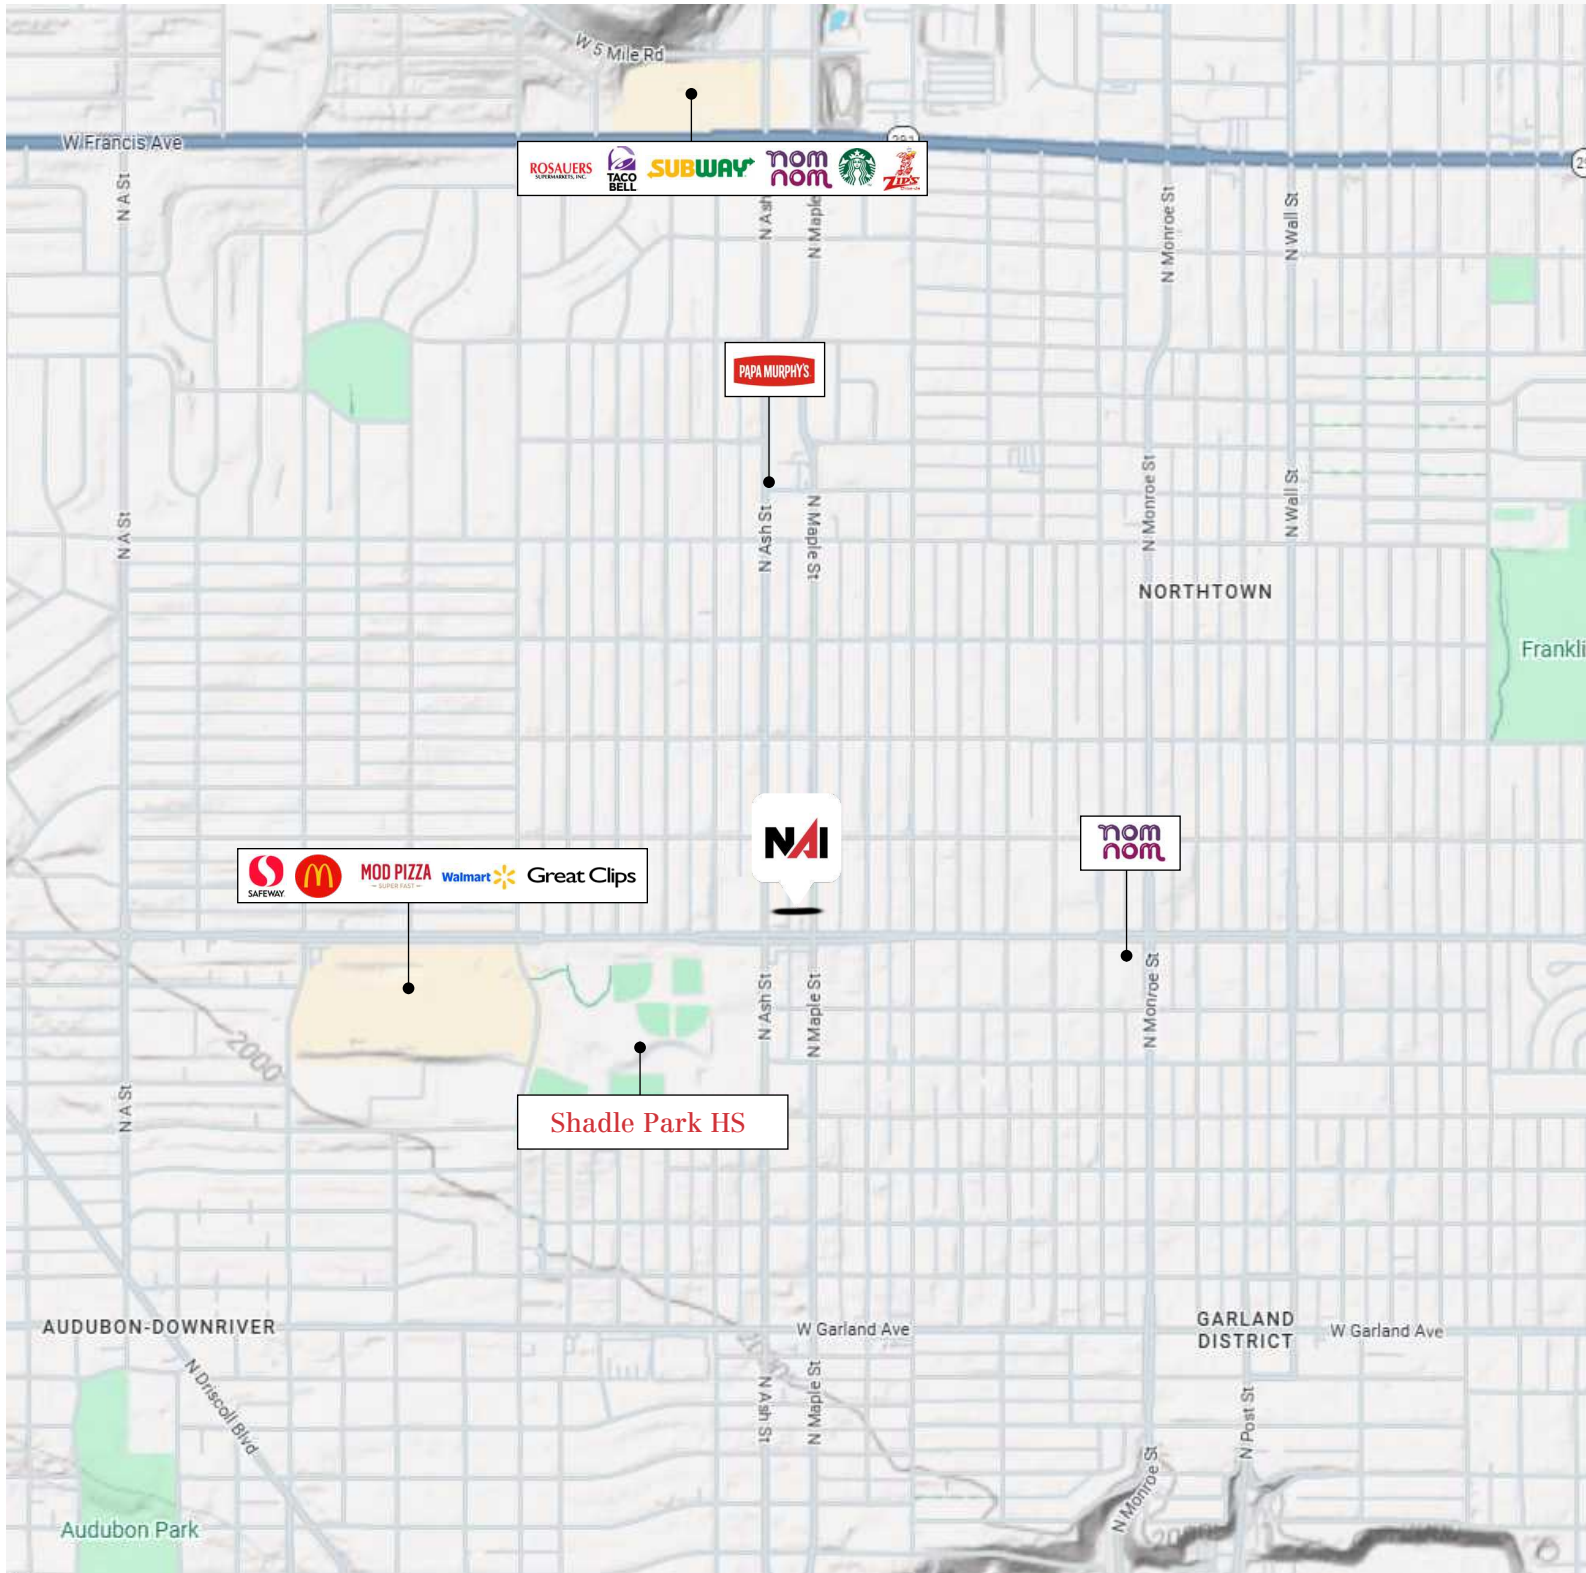 W 5 Mile Rd
W Francis Ave
ROSAUERS
SUPERMARKETS, INC.
TACO
BELL
SUBWAY
nom
nom
ZIP'S
N A St
N Ash
N Maple
N Monroe St
N Wall St
PAPA MURPHY'S
N A St
N Ash St
N Maple St
N Monroe St
N Wall St
NORTHTOWN
Frankli
NAI
nom
nom
SAFEWAY
MOD PIZZA
SUPER FAST
Walmart
Great Clips
2000
N Ash St
N Maple St
N Monroe St
N A St
Shadle Park HS
AUDUBON-DOWNRIVER
W Garland Ave
GARLAND
DISTRICT
W Garland Ave
N Driscoll Blvd
N Ash St
N Maple St
N Post St
N Monroe St
Audubon Park